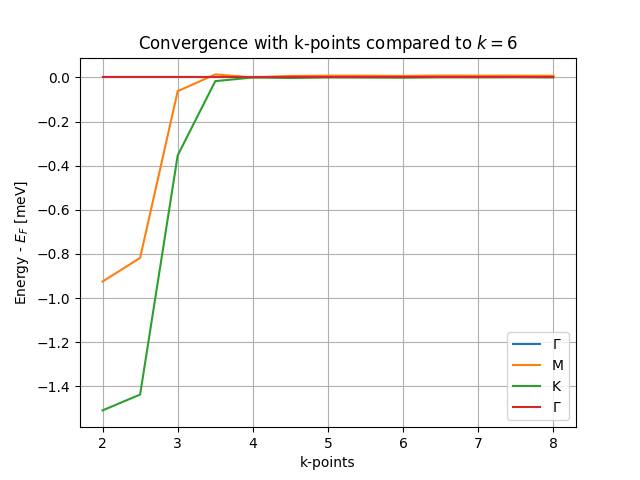 Convergence with k-points compared to k = 6
Energy - E_F [meV]
0.0
−0.2
−0.4
−0.6
−0.8
−1.0
−1.2
−1.4
2 3 4 5 6 7 8
k-points
Γ
M
K
Γ